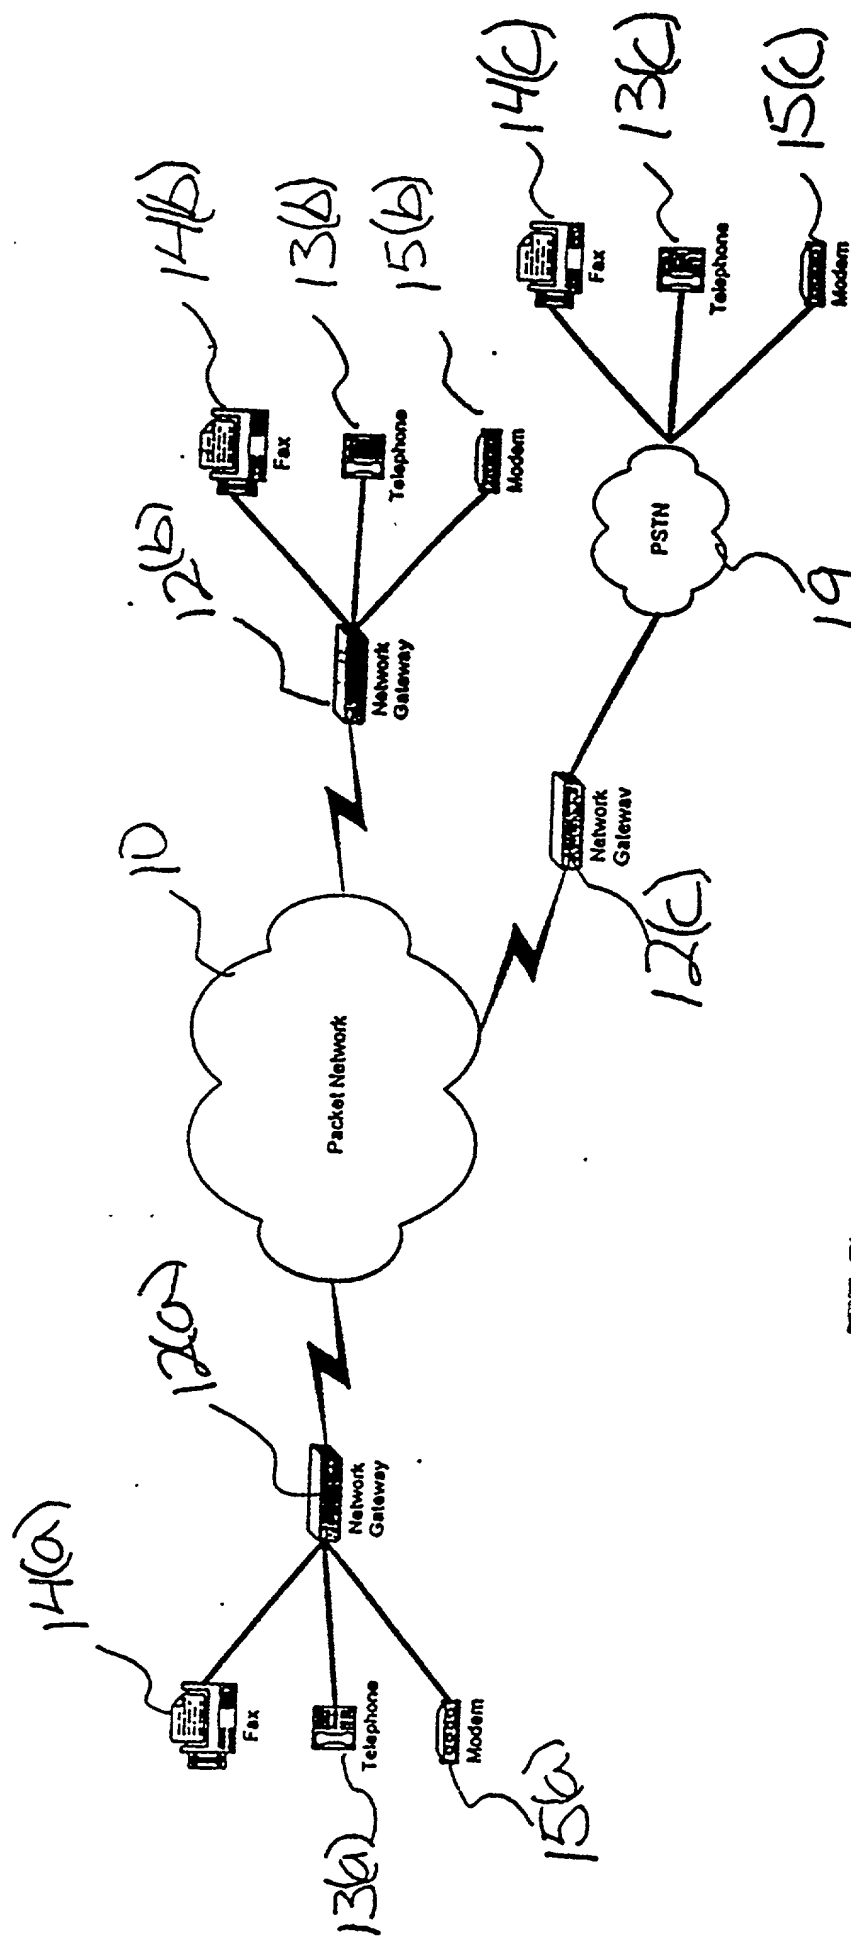 14(a)
Fax
13(a)
Telephone
15(a)
Modem
12(a)
Network
Gateway
10
Packet Network
12(b)
Network
Gateway
14(b)
Fax
13(b)
Telephone
15(b)
Modem
12(c)
Network
Gateway
19
PSTN
14(c)
Fax
13(c)
Telephone
15(c)
Modem